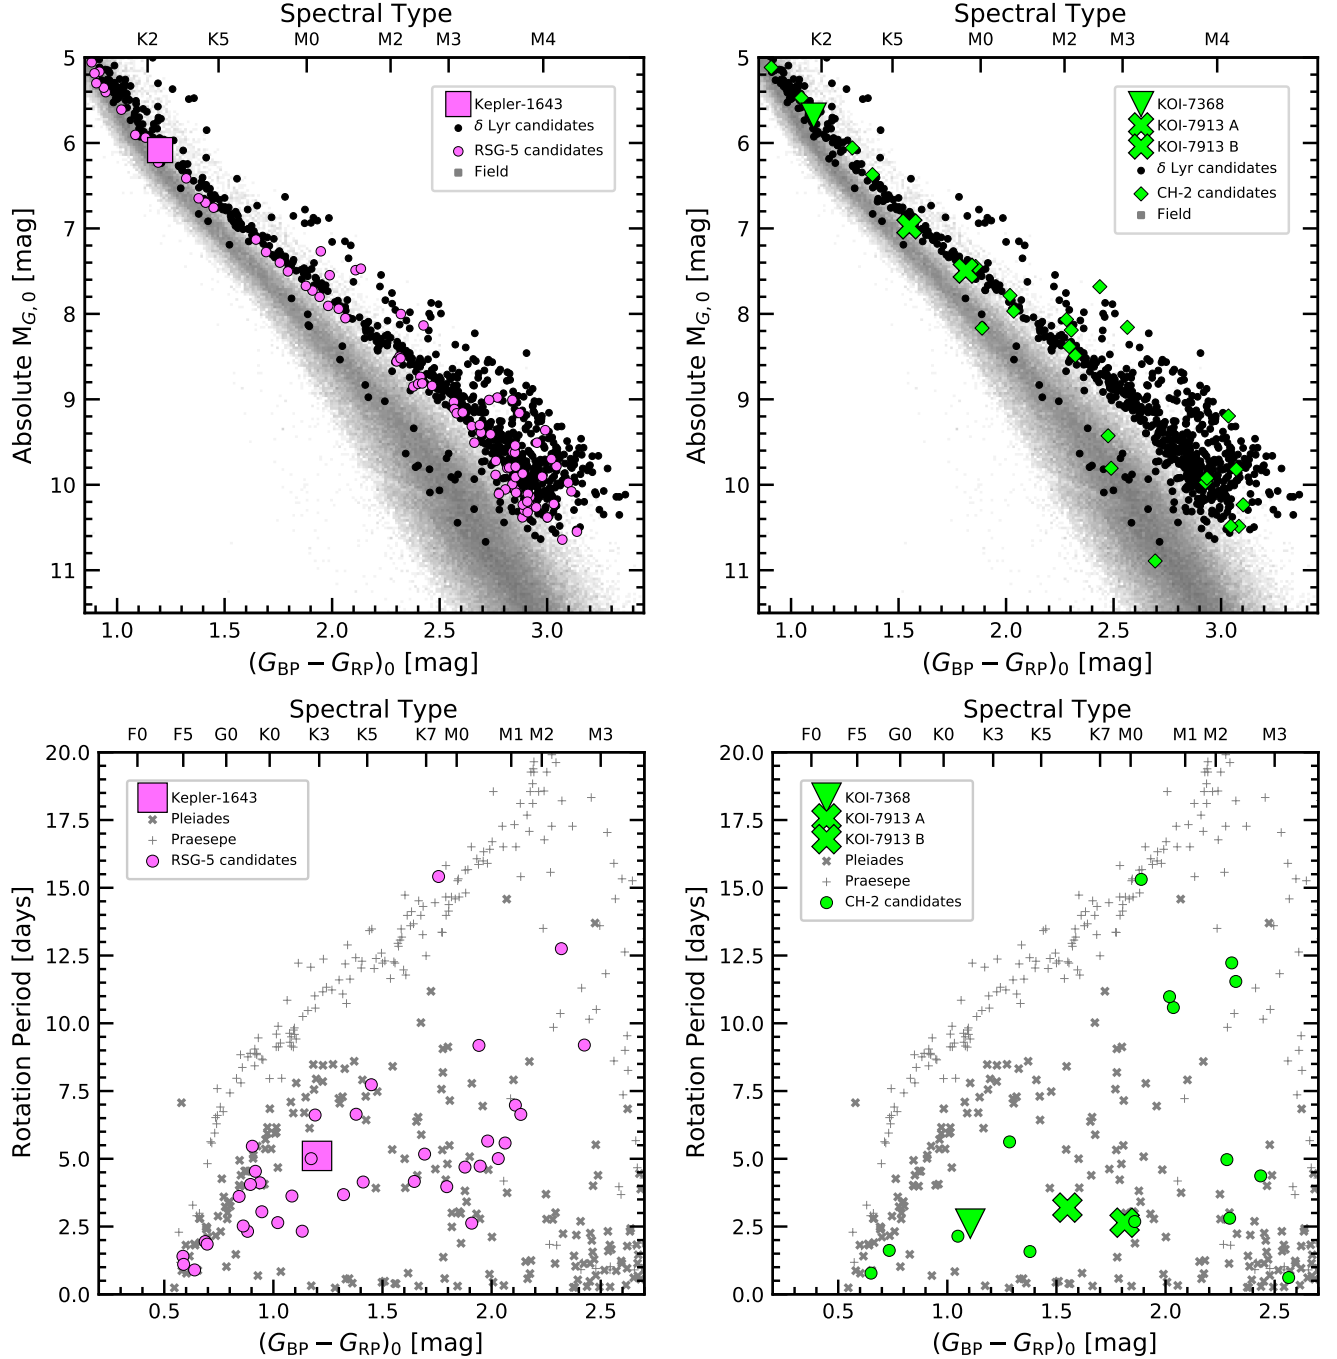 Spectral Type
K2 K5 M0 M2 M3 M4
5
6
7
8
9
10
11
Absolute M_{G, 0} [mag]
Kepler-1643
δ Lyr candidates
RSG-5 candidates
Field
1.0 1.5 2.0 2.5 3.0
(G_BP − G_RP)_0 [mag]
Spectral Type
K2 K5 M0 M2 M3 M4
5
6
7
8
9
10
11
Absolute M_{G, 0} [mag]
KOI-7368
KOI-7913 A
KOI-7913 B
δ Lyr candidates
CH-2 candidates
Field
1.0 1.5 2.0 2.5 3.0
(G_BP − G_RP)_0 [mag]
Spectral Type
F0 F5 G0 K0 K3 K5 K7 M0 M1 M2 M3
20.0
17.5
15.0
12.5
10.0
7.5
5.0
2.5
0.0
Rotation Period [days]
Kepler-1643
Pleiades
Praesepe
RSG-5 candidates
0.5 1.0 1.5 2.0 2.5
(G_BP − G_RP)_0 [mag]
Spectral Type
F0 F5 G0 K0 K3 K5 K7 M0 M1 M2 M3
20.0
17.5
15.0
12.5
10.0
7.5
5.0
2.5
0.0
Rotation Period [days]
KOI-7368
KOI-7913 A
KOI-7913 B
Pleiades
Praesepe
CH-2 candidates
0.5 1.0 1.5 2.0 2.5
(G_BP − G_RP)_0 [mag]